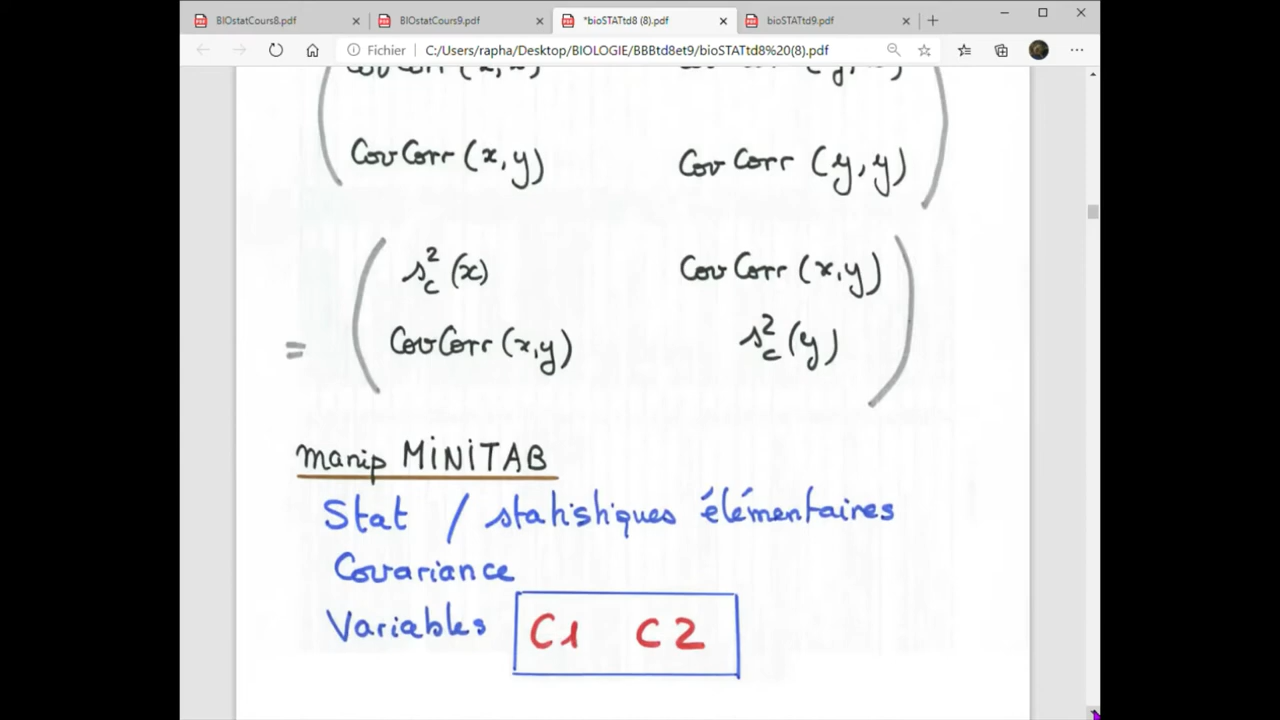 BIOstatCours8.pdf BIOstatCours9.pdf *bioSTATtd8 (8).pdf bioSTATtd9.pdf
Fichier C:/Users/rapha/Desktop/BIOLOGIE/BBBtd8et9/bioSTATtd8%20(8).pdf
CovCorr (x,y) CovCorr (y,y)
s²c (x) CovCorr (x,y)
= CovCorr (x,y) s²c (y)
manip MINITAB
Stat / statistiques élémentaires
Covariance
Variables C1 C2